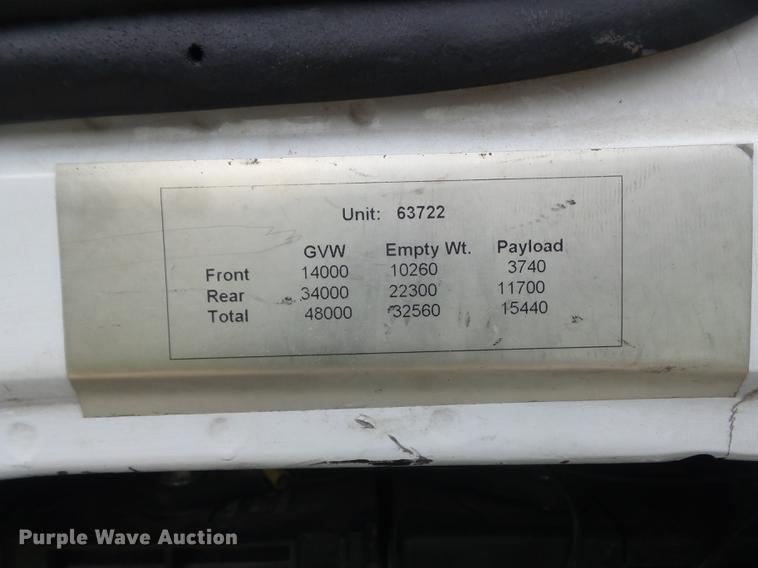 Unit: 63722
GVW Empty Wt. Payload
Front 14000 10260 3740
Rear 34000 22300 11700
Total 48000 32560 15440
Purple Wave Auction